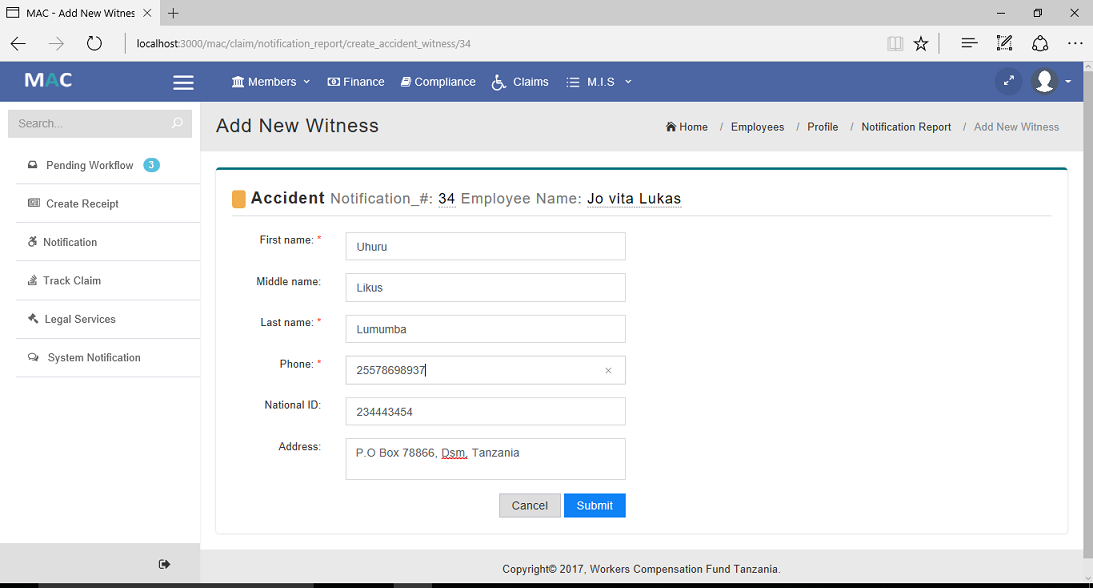 MAC - Add New Witnes
localhost:3000/mac/claim/notification_report/create_accident_witness/34
MAC
Members Finance Compliance Claims M.I.S
Search...
Add New Witness
Home / Employees / Profile / Notification Report / Add New Witness
Pending Workflow 3
Create Receipt
Notification
Track Claim
Legal Services
System Notification
Accident Notification_#: 34 Employee Name: Jo vita Lukas
First name: * Uhuru
Middle name: Likus
Last name: * Lumumba
Phone: * 25578698937
National ID: 234443454
Address: P.O Box 78866, Dsm, Tanzania
Cancel Submit
Copyright© 2017, Workers Compensation Fund Tanzania.